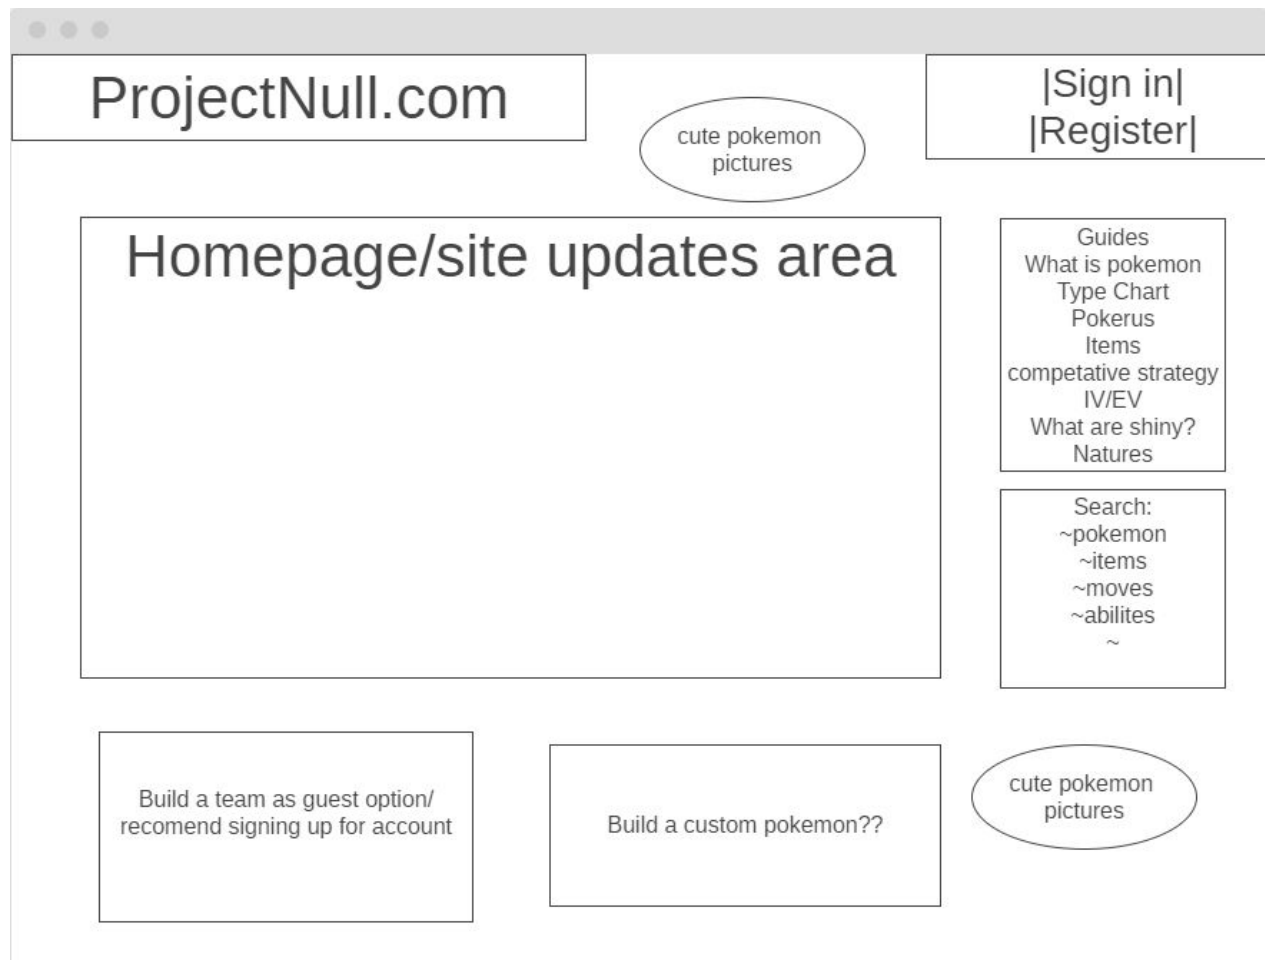 ProjectNull.com
|Sign in|
|Register|
cute pokemon
pictures
Homepage/site updates area
Guides
What is pokemon
Type Chart
Pokerus
Items
competative strategy
IV/EV
What are shiny?
Natures
Search:
~pokemon
~items
~moves
~abilites
~
Build a team as guest option/
recomend signing up for account
Build a custom pokemon??
cute pokemon
pictures